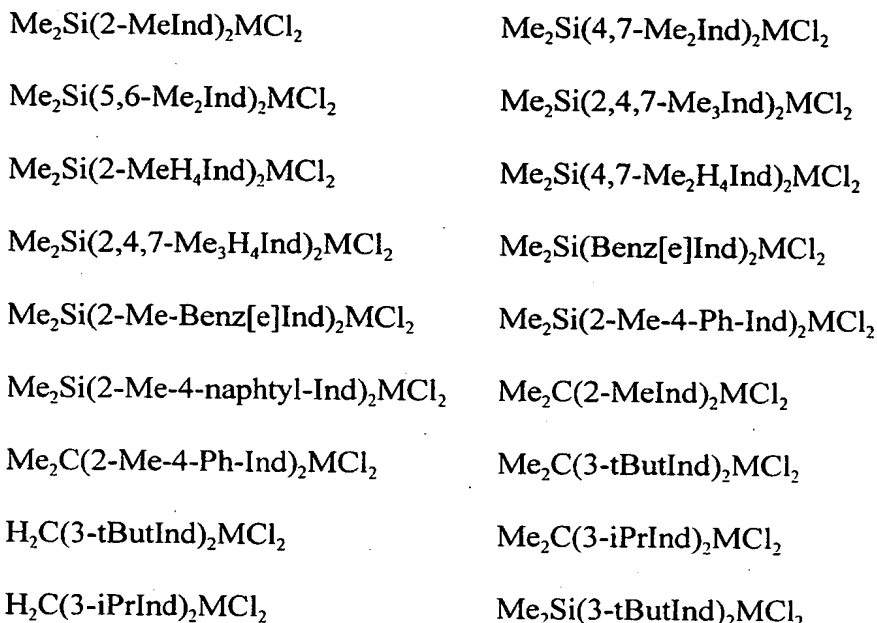 Me₂Si(2-MeInd)₂MCl₂ Me₂Si(4,7-Me₂Ind)₂MCl₂
Me₂Si(5,6-Me₂Ind)₂MCl₂ Me₂Si(2,4,7-Me₃Ind)₂MCl₂
Me₂Si(2-MeH₄Ind)₂MCl₂ Me₂Si(4,7-Me₂H₄Ind)₂MCl₂
Me₂Si(2,4,7-Me₃H₄Ind)₂MCl₂ Me₂Si(Benz[e]Ind)₂MCl₂
Me₂Si(2-Me-Benz[e]Ind)₂MCl₂ Me₂Si(2-Me-4-Ph-Ind)₂MCl₂
Me₂Si(2-Me-4-naphtyl-Ind)₂MCl₂ Me₂C(2-MeInd)₂MCl₂
Me₂C(2-Me-4-Ph-Ind)₂MCl₂ Me₂C(3-tButInd)₂MCl₂
H₂C(3-tButInd)₂MCl₂ Me₂C(3-iPrInd)₂MCl₂
H₂C(3-iPrInd)₂MCl₂ Me₂Si(3-tButInd)₂MCl₂